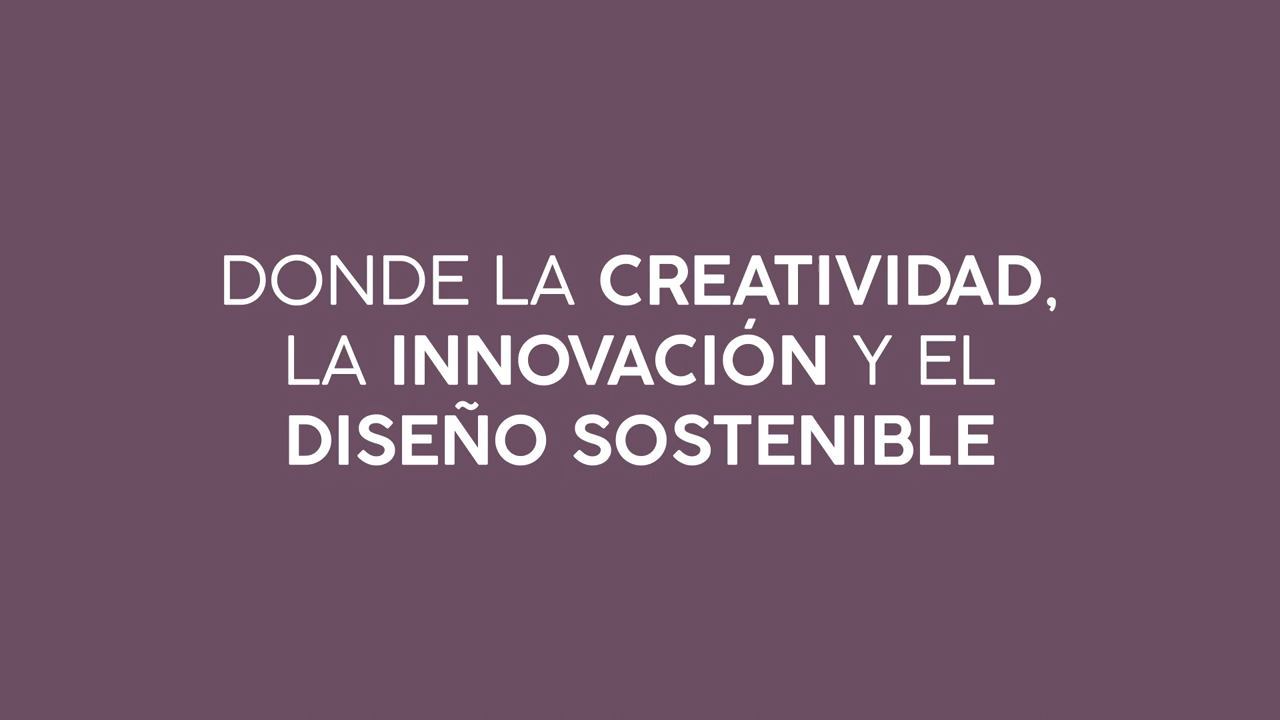 DONDE LA CREATIVIDAD,
LA INNOVACIÓN Y EL
DISEÑO SOSTENIBLE